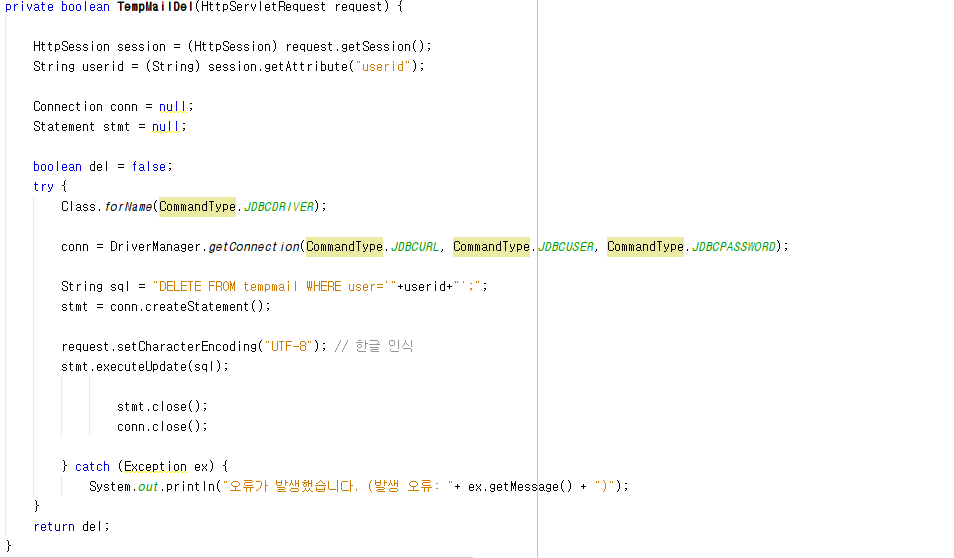 private boolean TempMailDel(HttpServletRequest request) {
HttpSession session = (HttpSession) request.getSession();
String userid = (String) session.getAttribute("userid");
Connection conn = null;
Statement stmt = null;
boolean del = false;
try {
Class.forName(CommandType.JDBCDRIVER);
conn = DriverManager.getConnection(CommandType.JDBCURL, CommandType.JDBCUSER, CommandType.JDBCPASSWORD);
String sql = "DELETE FROM tempmail WHERE user='"+userid+"';";
stmt = conn.createStatement();
request.setCharacterEncoding("UTF-8"); // 한글 인식
stmt.executeUpdate(sql);
stmt.close();
conn.close();
} catch (Exception ex) {
System.out.println("오류가 발생했습니다. (발생 오류: "+ ex.getMessage() + ")");
}
return del;
}